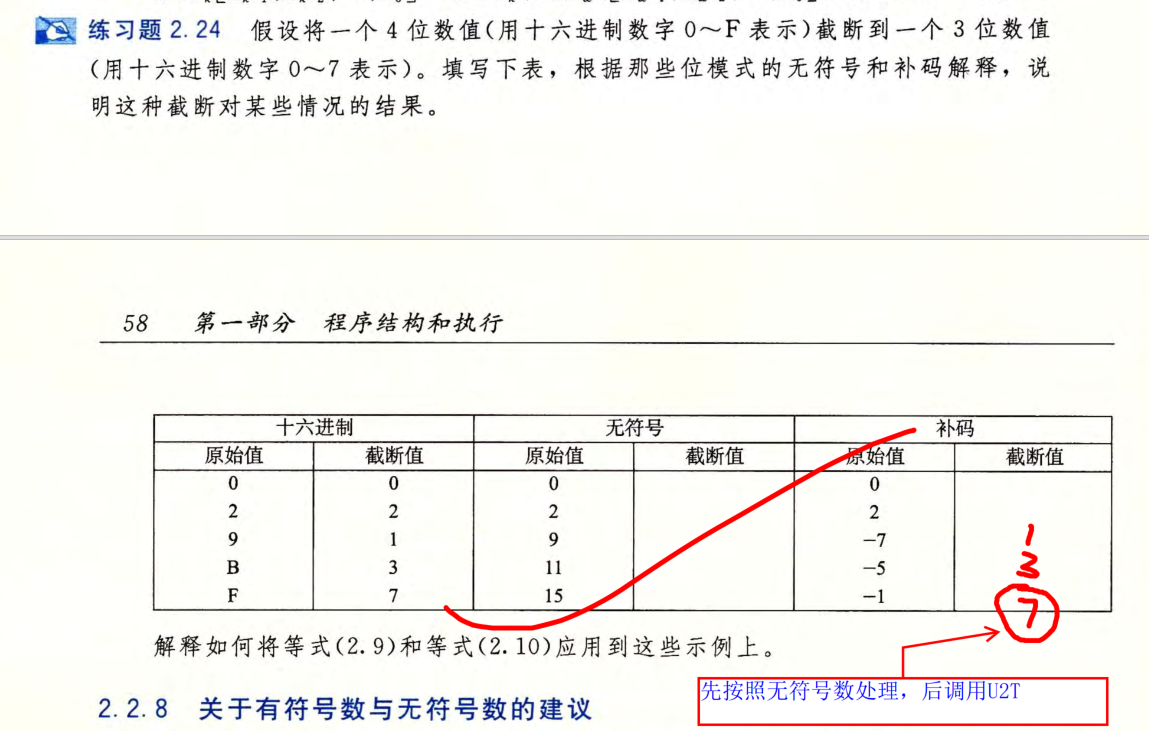 练习题 2.24 假设将一个 4 位数值(用十六进制数字 0～F 表示)截断到一个 3 位数值
(用十六进制数字 0～7 表示)。填写下表，根据那些位模式的无符号和补码解释，说
明这种截断对某些情况的结果。
58 第一部分 程序结构和执行
十六进制 无符号 补码
原始值 截断值 原始值 截断值 原始值 截断值
0 0 0 0
2 2 2 2
9 1 9 -7 1
B 3 11 -5 3
F 7 15 -1 7
解释如何将等式(2.9)和等式(2.10)应用到这些示例上。
先按照无符号数处理，后调用U2T
2.2.8 关于有符号数与无符号数的建议